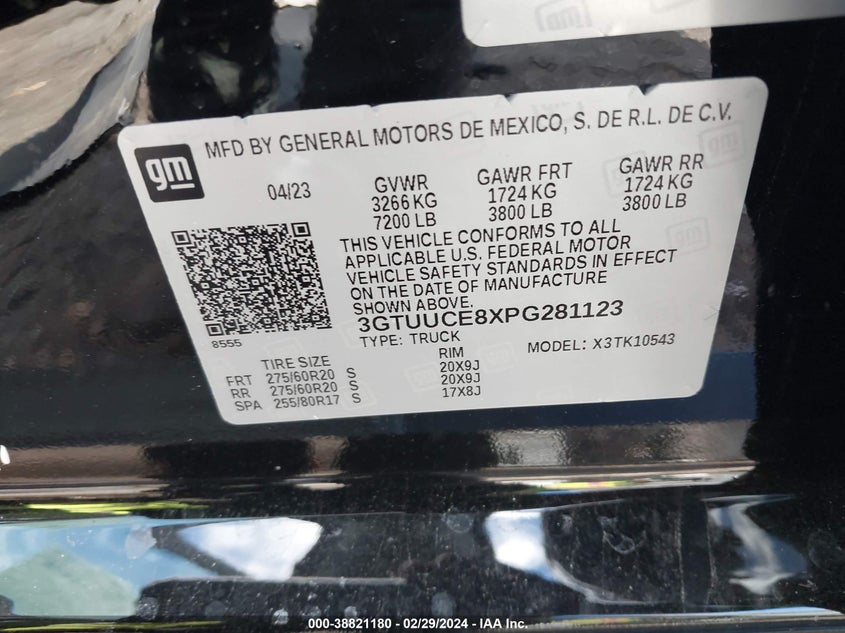 gm
MFD BY GENERAL MOTORS DE MEXICO, S. DE R.L. DE C.V.
04/23
GVWR
3266 KG
7200 LB
GAWR FRT
1724 KG
3800 LB
GAWR RR
1724 KG
3800 LB
THIS VEHICLE CONFORMS TO ALL
APPLICABLE U.S. FEDERAL MOTOR
VEHICLE SAFETY STANDARDS IN EFFECT
ON THE DATE OF MANUFACTURE
SHOWN ABOVE.
8555
3GTUUCE8XPG281123
TYPE: TRUCK
MODEL: X3TK10543
TIRE SIZE RIM
FRT 275/60R20 S 20X9J
RR 275/60R20 S 20X9J
SPA 255/80R17 S 17X8J
000-38821180 - 02/29/2024 - IAA Inc.